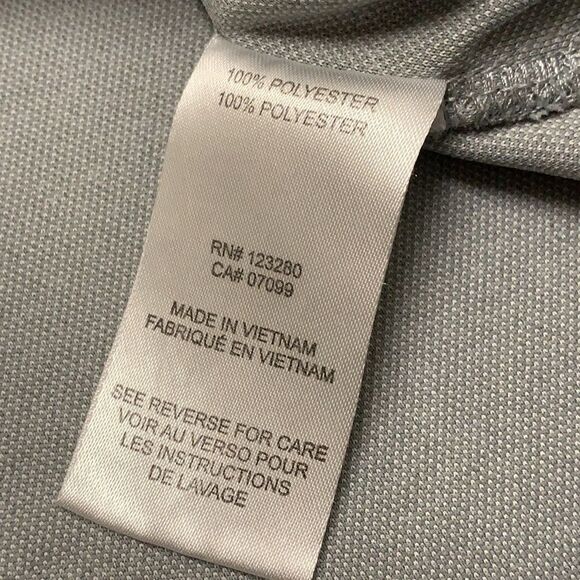 100% POLYESTER
100% POLYESTER
RN# 123280
CA# 07099
MADE IN VIETNAM
FABRIQUÉ EN VIETNAM
SEE REVERSE FOR CARE
VOIR AU VERSO POUR
LES INSTRUCTIONS
DE LAVAGE